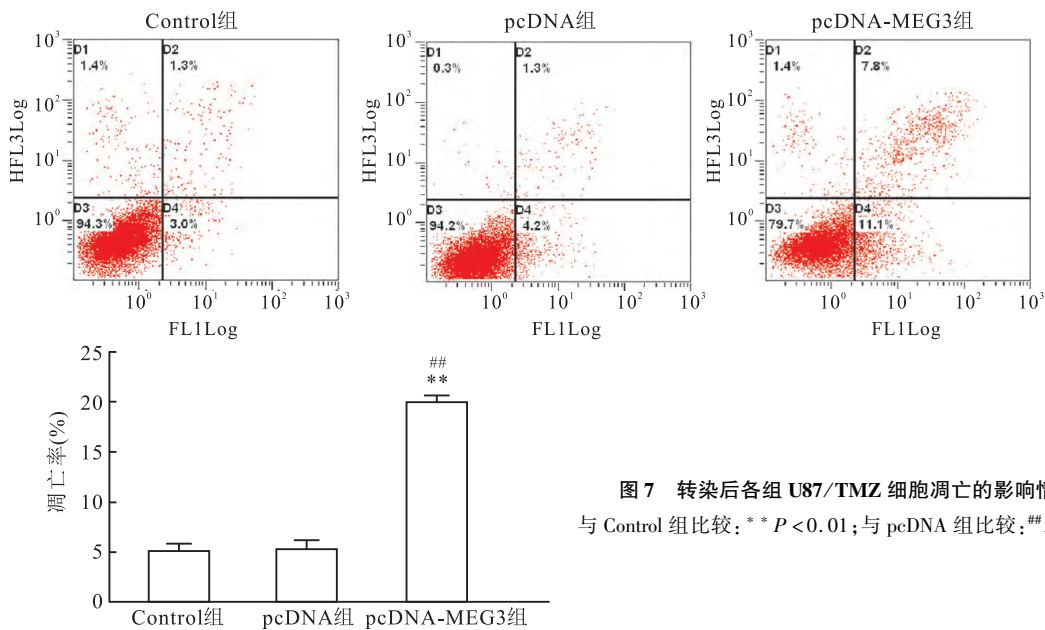 Control组 pcDNA组 pcDNA-MEG3组
HFL3Log
10³
10²
10¹
10⁰
D1 D2
1.4% 1.3%
D3 D4
94.3% 3.0%
10⁰ 10¹ 10² 10³
FL1Log
HFL3Log
10³
10²
10¹
10⁰
D1 D2
0.3% 1.3%
D3 D4
94.2% 4.2%
10⁰ 10¹ 10² 10³
FL1Log
HFL3Log
10³
10²
10¹
10⁰
D1 D2
1.4% 7.8%
D3 D4
79.7% 11.1%
10⁰ 10¹ 10² 10³
FL1Log
凋亡率(%)
25
20
15
10
5
0
##
**
Control组 pcDNA组 pcDNA-MEG3组
图7 转染后各组 U87/TMZ 细胞凋亡的影响
与 Control 组比较:**P<0.01;与 pcDNA 组比较:##